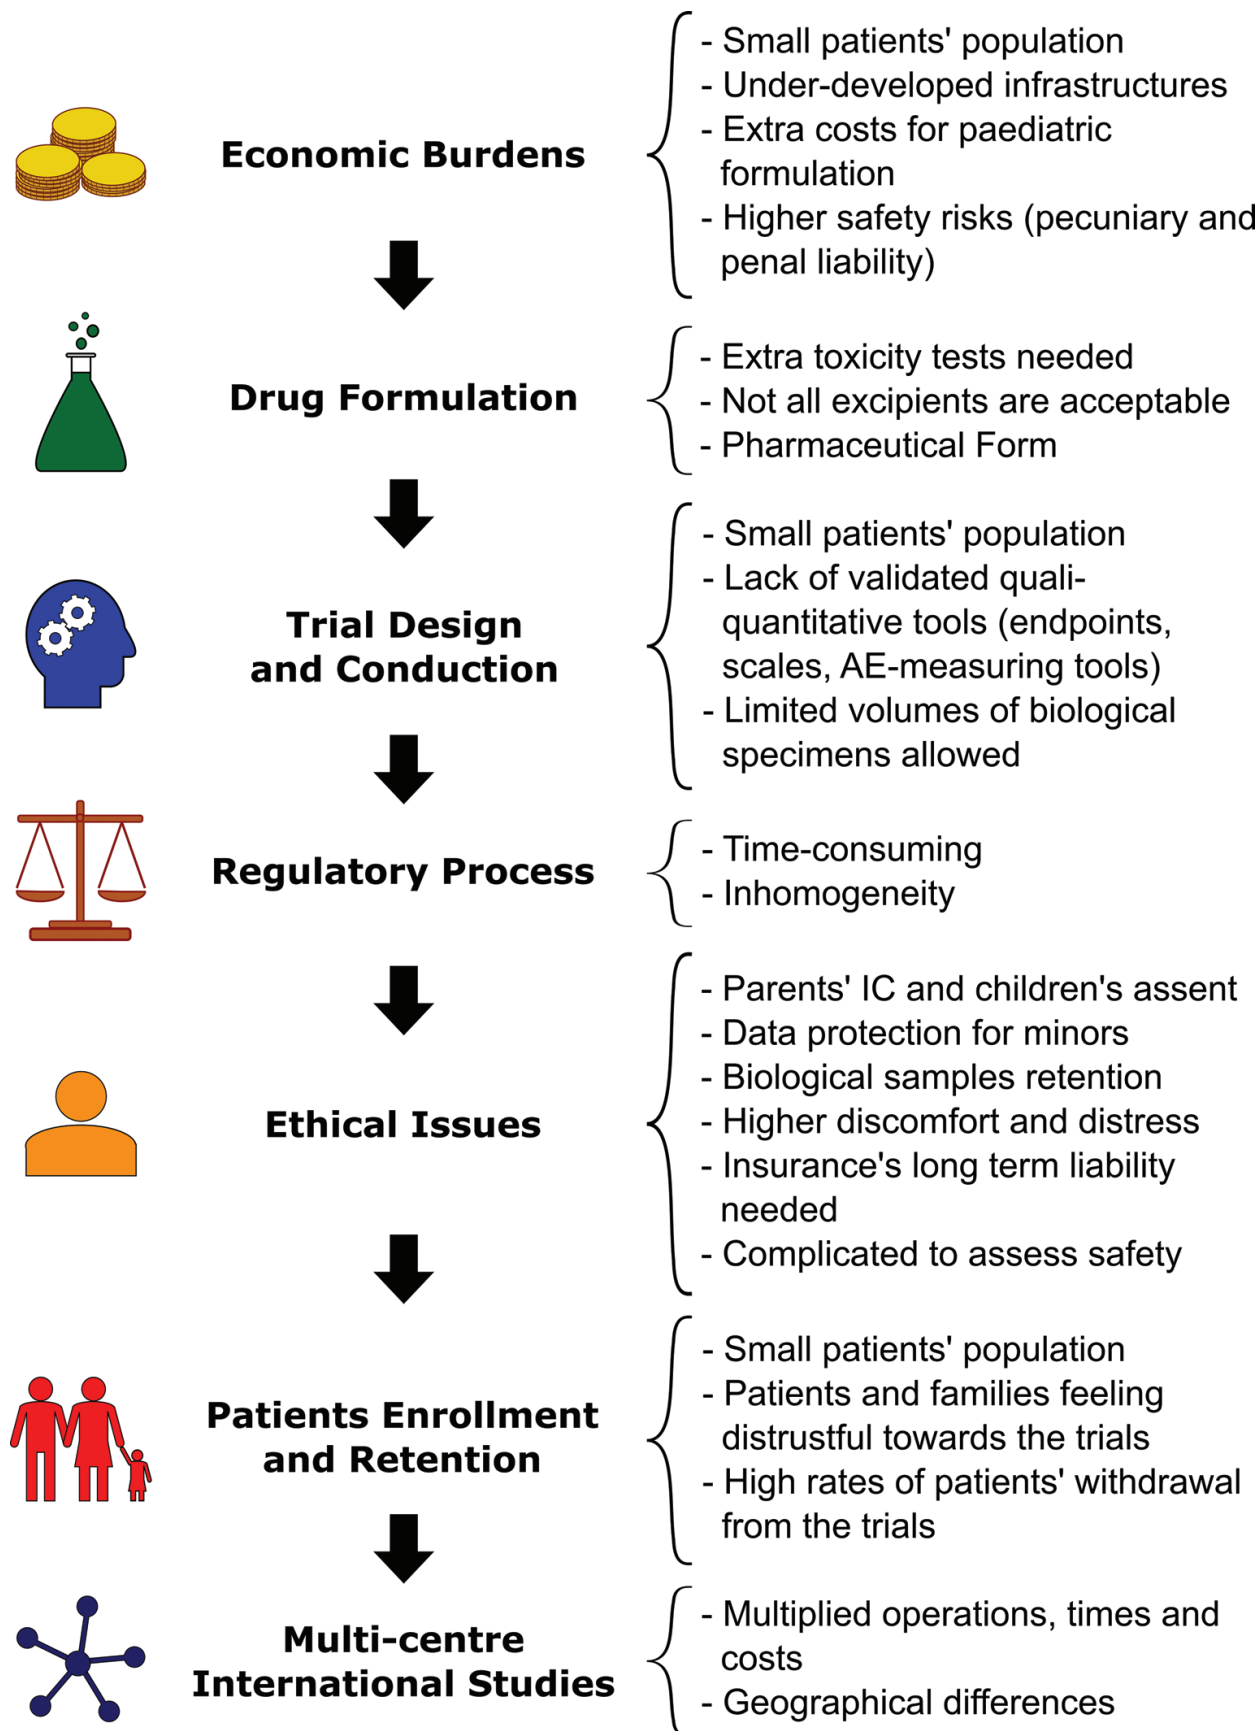 - Small patients' population
- Under-developed infrastructures
- Extra costs for paediatric
formulation
- Higher safety risks (pecuniary and
penal liability)
Economic Burdens
- Extra toxicity tests needed
- Not all excipients are acceptable
- Pharmaceutical Form
Drug Formulation
- Small patients' population
- Lack of validated quali-
quantitative tools (endpoints,
scales, AE-measuring tools)
- Limited volumes of biological
specimens allowed
Trial Design
and Conduction
- Time-consuming
- Inhomogeneity
Regulatory Process
- Parents' IC and children's assent
- Data protection for minors
- Biological samples retention
- Higher discomfort and distress
- Insurance's long term liability
needed
- Complicated to assess safety
Ethical Issues
- Small patients' population
- Patients and families feeling
distrustful towards the trials
- High rates of patients' withdrawal
from the trials
Patients Enrollment
and Retention
- Multiplied operations, times and
costs
- Geographical differences
Multi-centre
International Studies